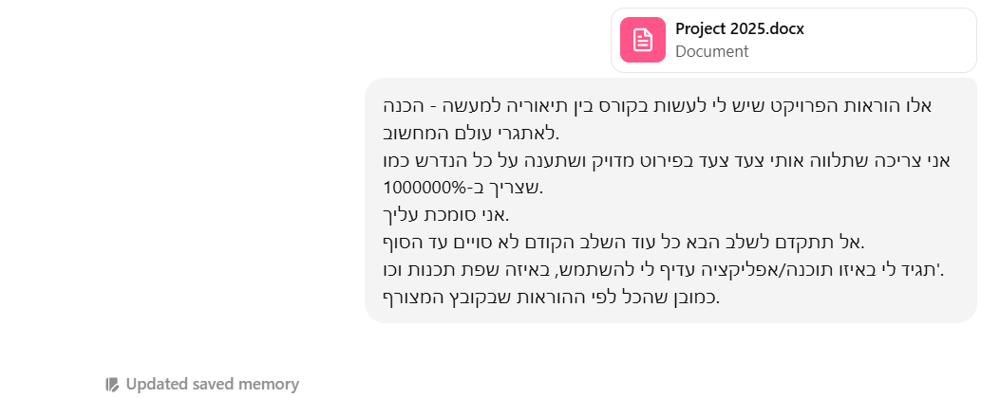 Project 2025.docx
Document
אלו הוראות הפרויקט שיש לי לעשות בקורס בין תיאוריה למעשה - הכנה
לאתגרי עולם המחשוב.
אני צריכה שתלווה אותי צעד צעד בפירוט מדויק ושתענה על כל הנדרש כמו
שצריך ב-1000000%.
אני סומכת עליך.
אל תתקדם לשלב הבא כל עוד השלב הקודם לא סויים עד הסוף.
תגיד לי באיזו תוכנה/אפליקציה עדיף לי להשתמש, באיזה שפת תכנות וכו'.
כמובן שהכל לפי ההוראות שבקובץ המצורף.
Updated saved memory